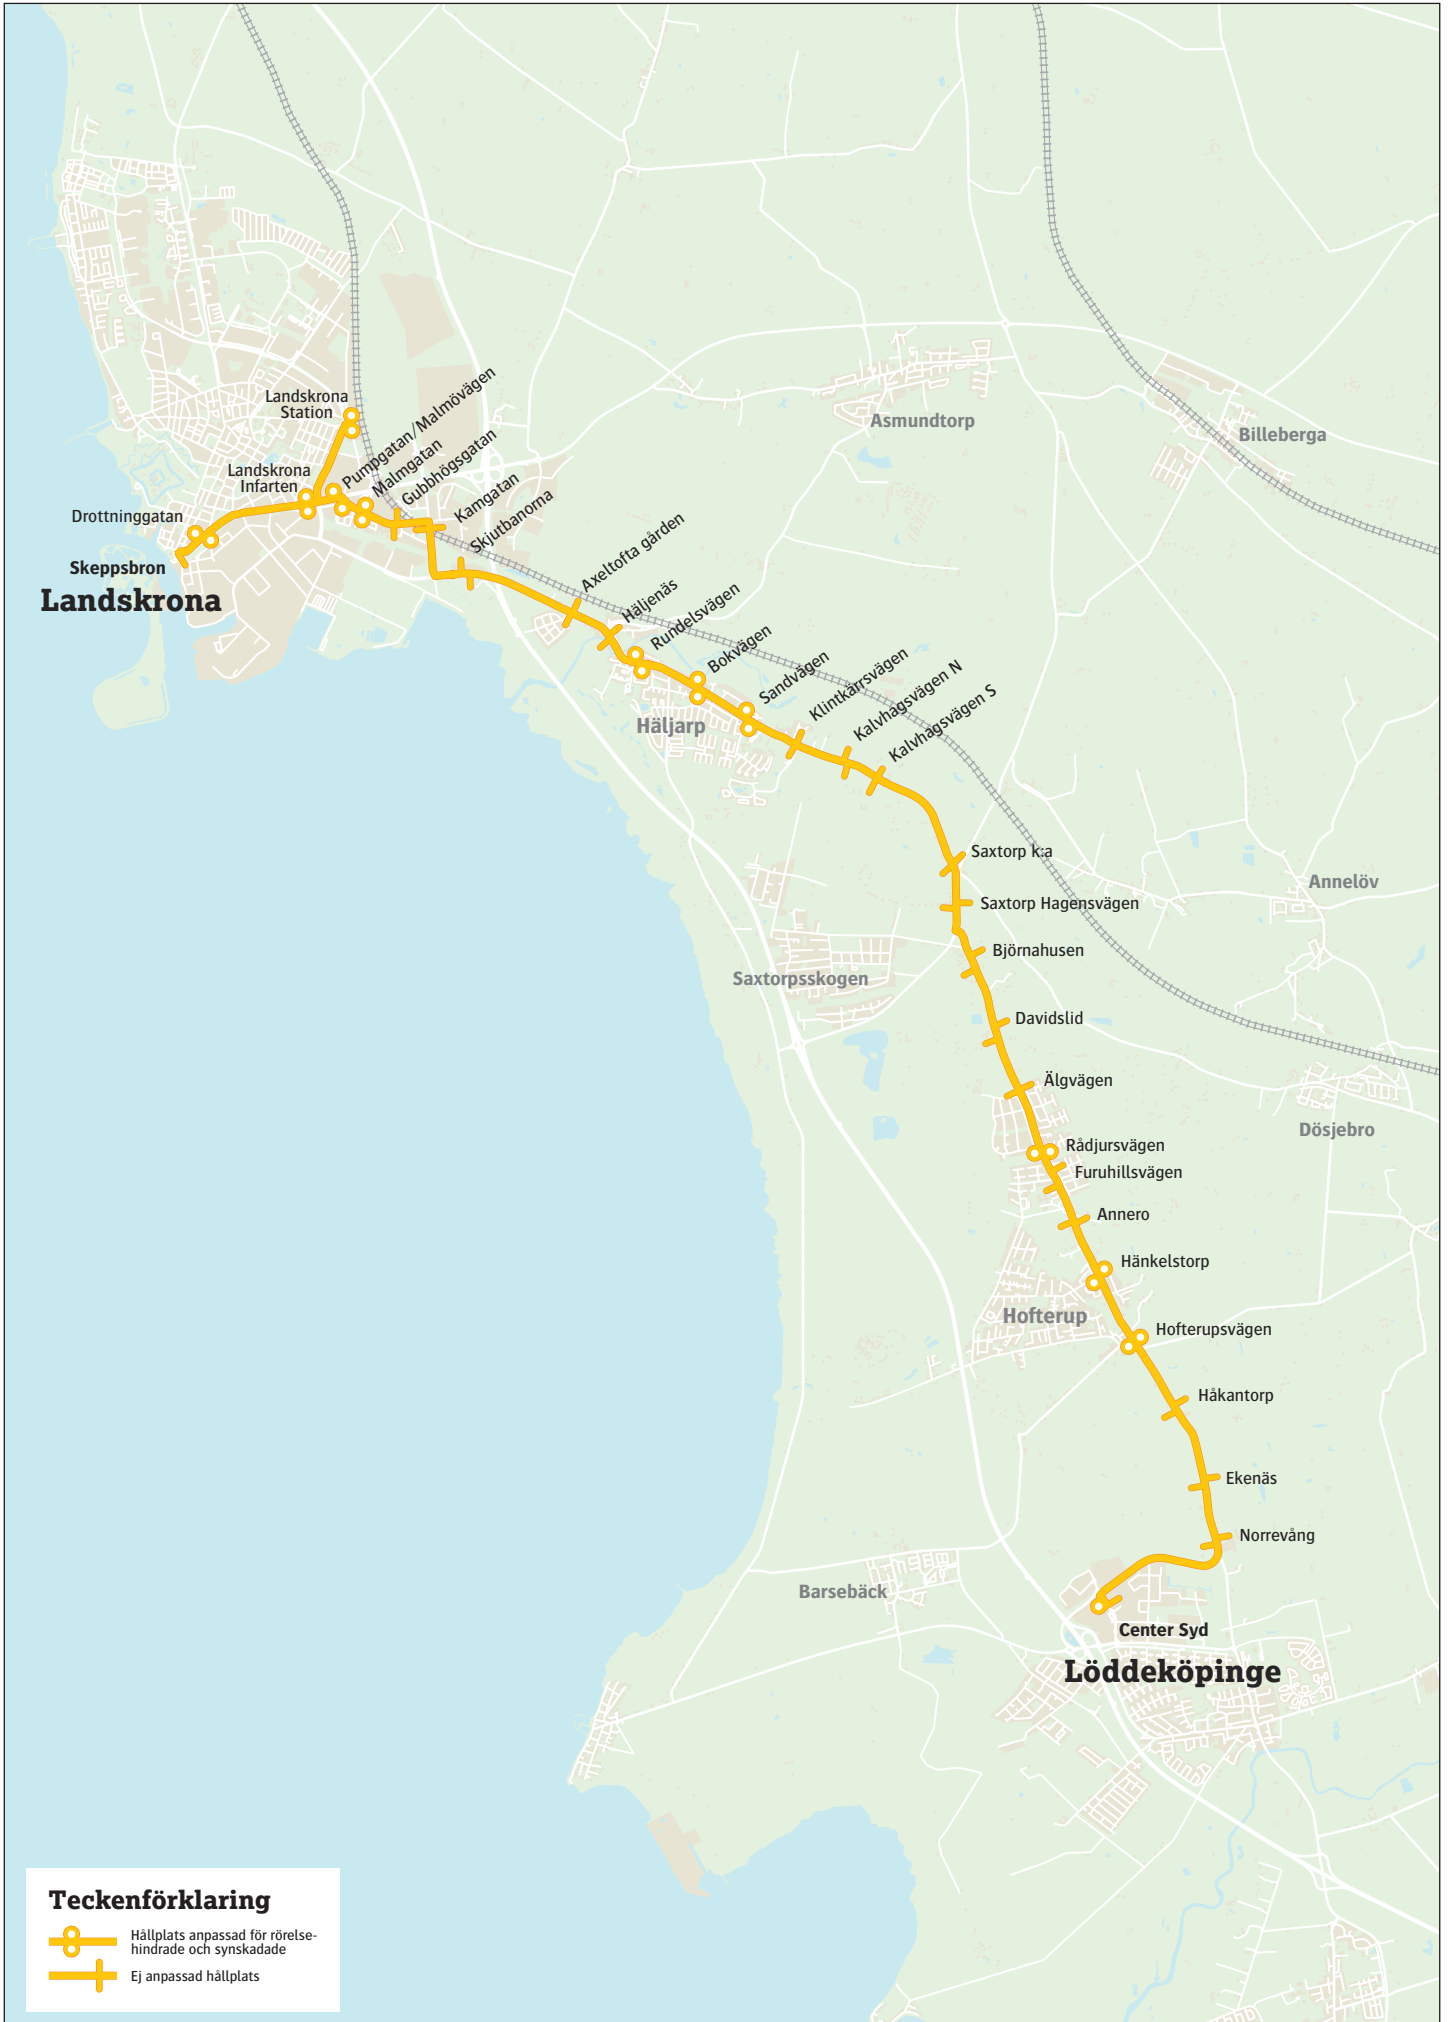 Asmundtorp
Billeberga
Landskrona
Station
Pumpgatan/Malmövägen
Malmgatan
Gubbhögsgatan
Kamgatan
Skjutbanorna
Landskrona
Infarten
Drottninggatan
Skeppsbron
Landskrona
Axeltofta gården
Häljenäs
Rundelsvägen
Bokvägen
Sandvägen
Klintkärrsvägen
Kalvhagsvägen N
Kalvhagsvägen S
Häljarp
Saxtorp k:a
Annelöv
Saxtorp Hagensvägen
Björnahusen
Saxtorpsskogen
Davidslid
Älgvägen
Dösjebro
Rådjursvägen
Furuhillsvägen
Annero
Hänkelstorp
Hofterup
Hofterupsvägen
Håkantorp
Ekenäs
Norrevång
Barsebäck
Center Syd
Löddeköpinge
Teckenförklaring
Hållplats anpassad för rörelse-
hindrade och synskadade
Ej anpassad hållplats